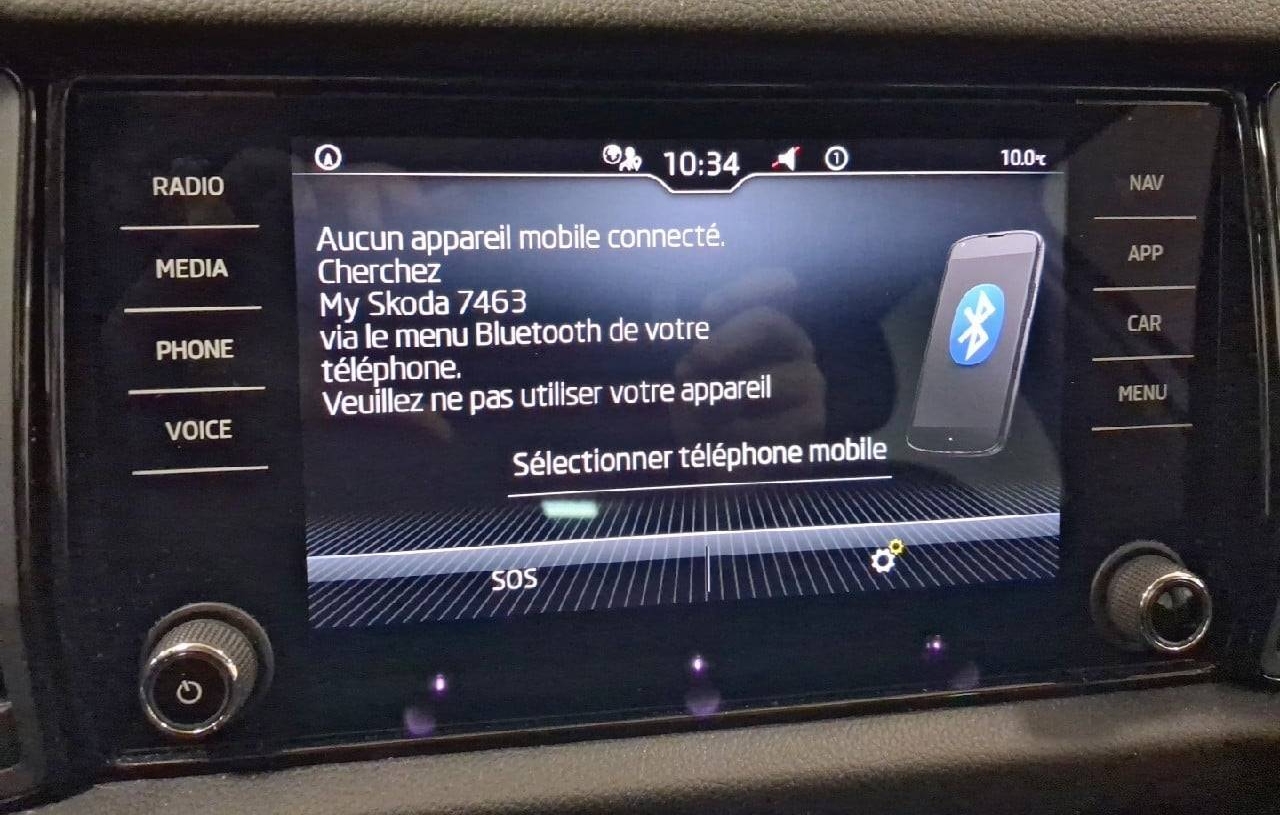 10:34
1
10.0°C
RADIO
MEDIA
PHONE
VOICE
Aucun appareil mobile connecté.
Cherchez
My Skoda 7463
via le menu Bluetooth de votre
téléphone.
Veuillez ne pas utiliser votre appareil
Sélectionner téléphone mobile
SOS
NAV
APP
CAR
MENU